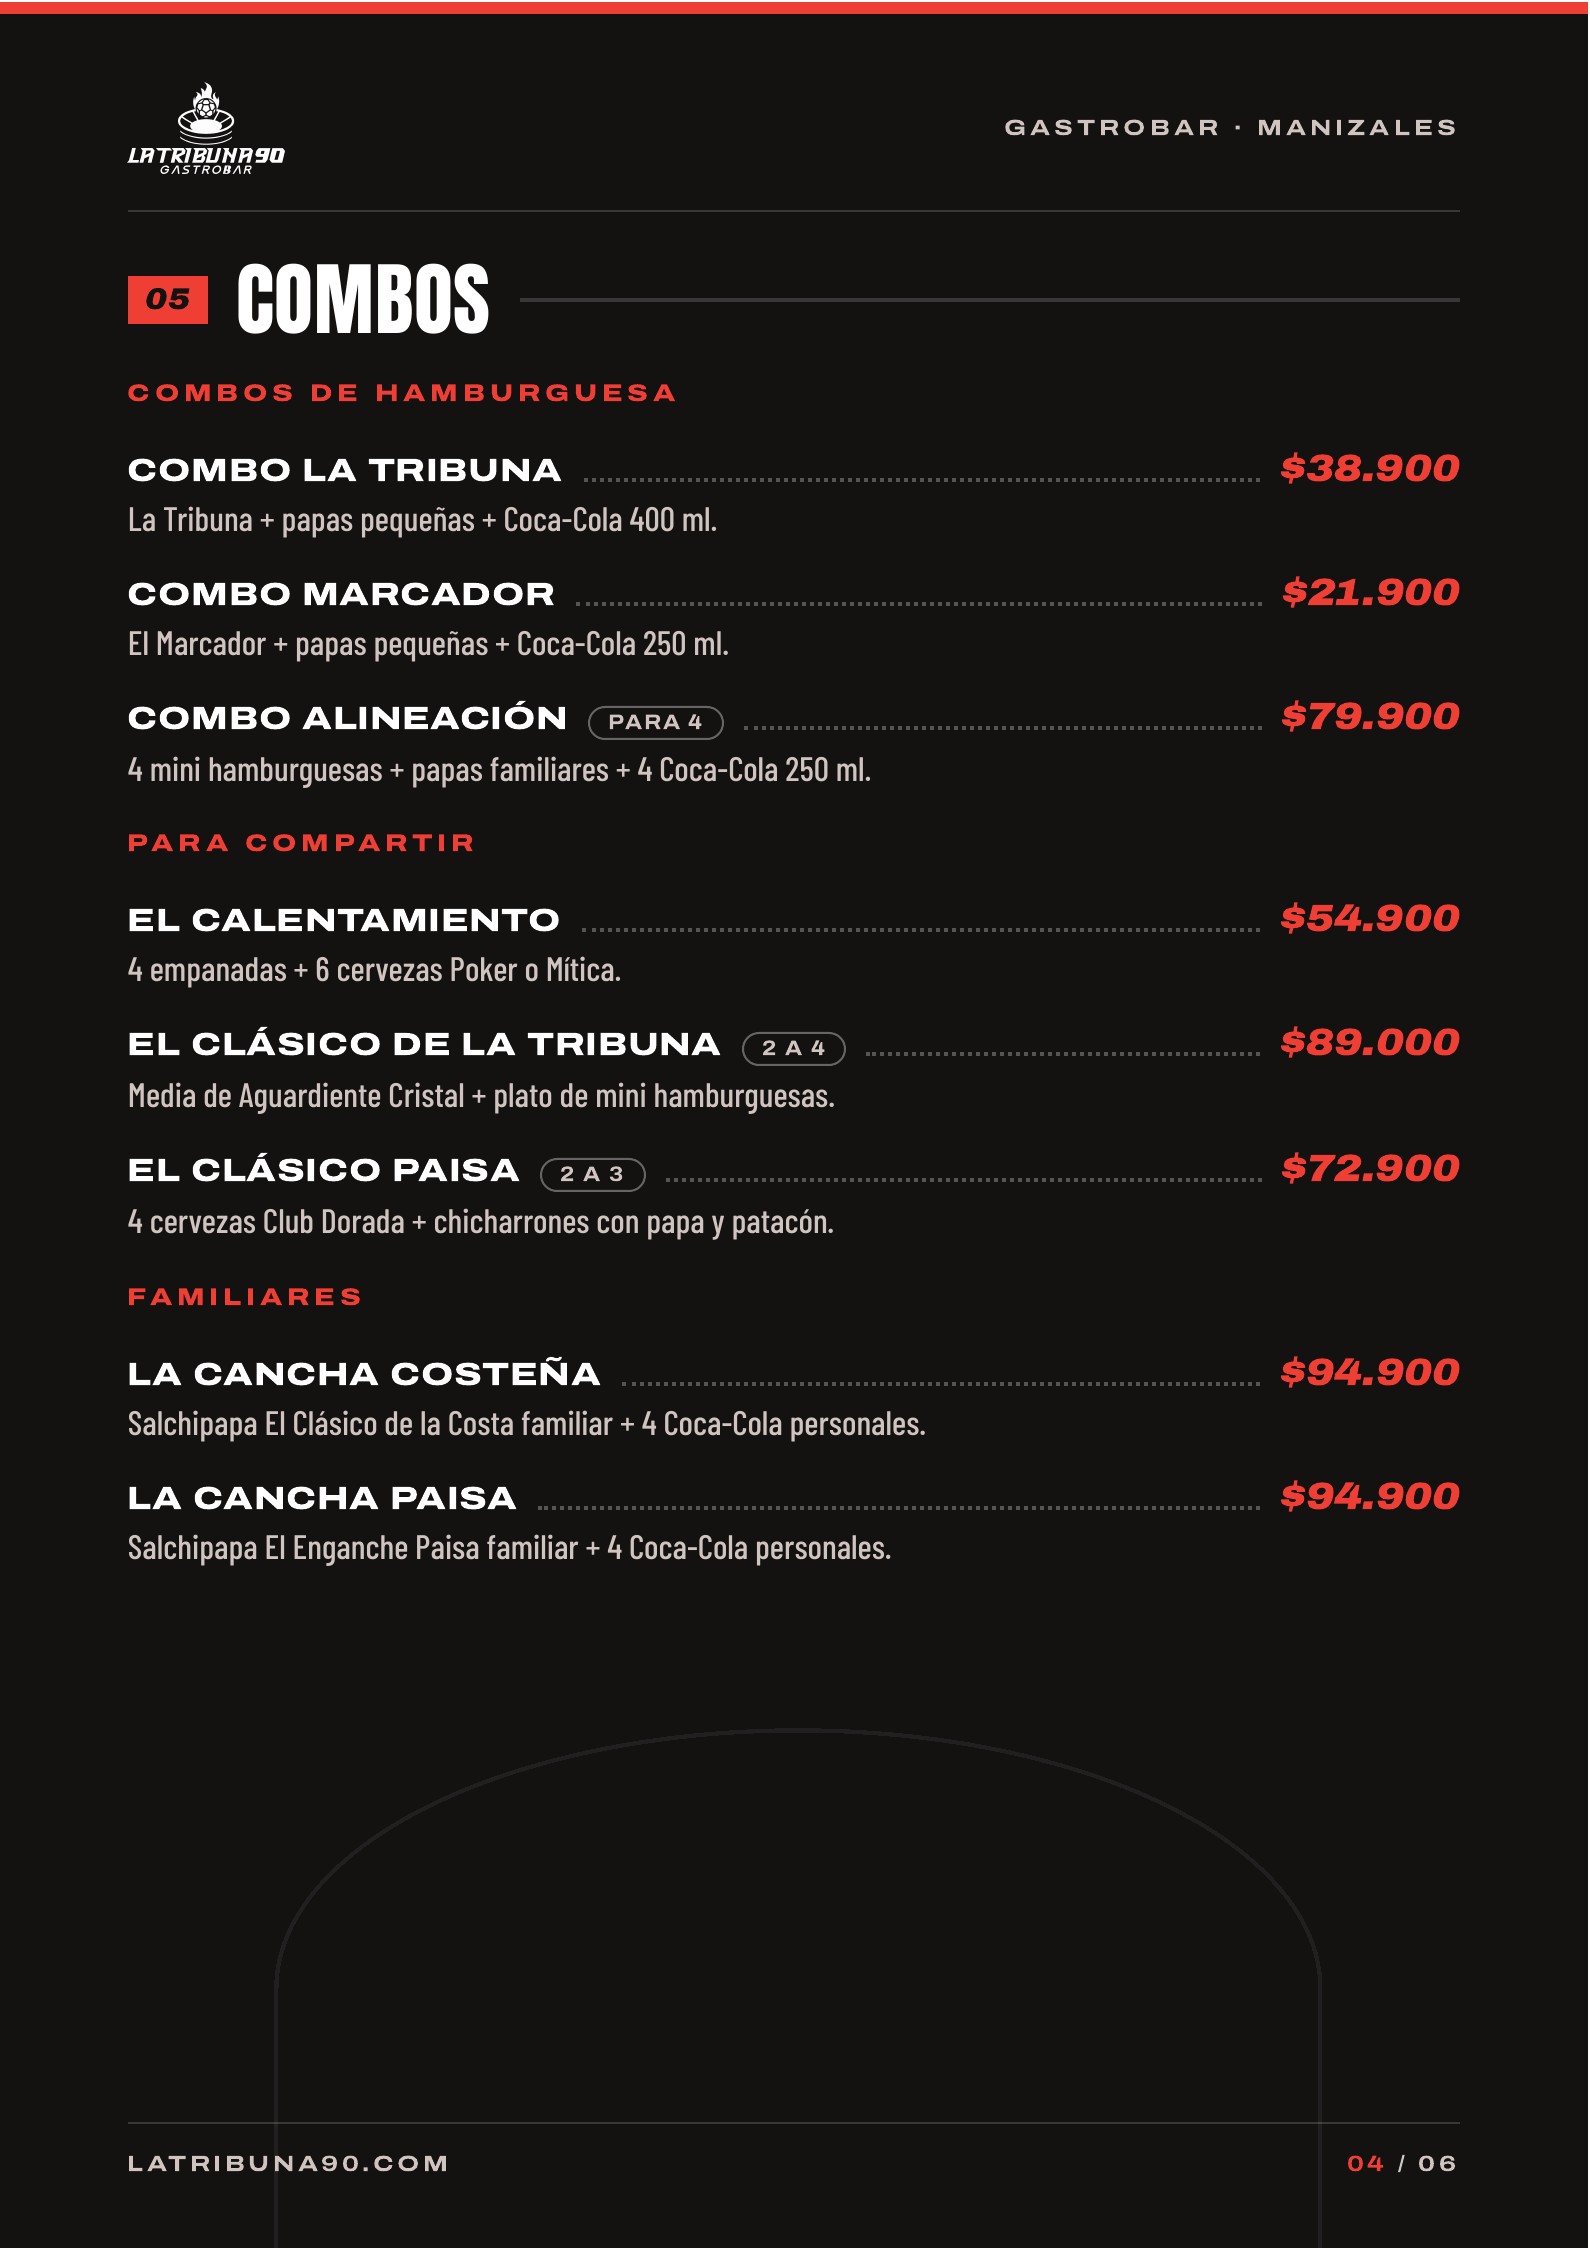 LATRIBUNA90
GASTROBAR
GASTROBAR · MANIZALES
05 COMBOS
COMBOS DE HAMBURGUESA
COMBO LA TRIBUNA $38.900
La Tribuna + papas pequeñas + Coca-Cola 400 ml.
COMBO MARCADOR $21.900
El Marcador + papas pequeñas + Coca-Cola 250 ml.
COMBO ALINEACIÓN PARA 4 $79.900
4 mini hamburguesas + papas familiares + 4 Coca-Cola 250 ml.
PARA COMPARTIR
EL CALENTAMIENTO $54.900
4 empanadas + 6 cervezas Poker o Mítica.
EL CLÁSICO DE LA TRIBUNA 2 A 4 $89.000
Media de Aguardiente Cristal + plato de mini hamburguesas.
EL CLÁSICO PAISA 2 A 3 $72.900
4 cervezas Club Dorada + chicharrones con papa y patacón.
FAMILIARES
LA CANCHA COSTEÑA $94.900
Salchipapa El Clásico de la Costa familiar + 4 Coca-Cola personales.
LA CANCHA PAISA $94.900
Salchipapa El Enganche Paisa familiar + 4 Coca-Cola personales.
LATRIBUNA90.COM
04 / 06